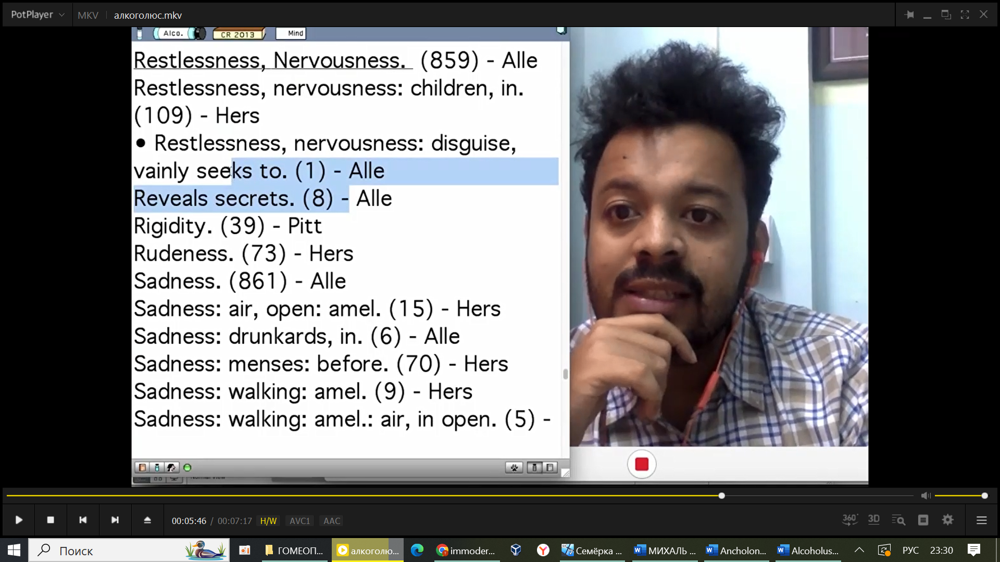 PotPlayer MKV алкоголюс.mkv
Alco. CR 2013 Mind
Restlessness, Nervousness. (859) - Alle
Restlessness, nervousness: children, in.
(109) - Hers
● Restlessness, nervousness: disguise,
vainly seeks to. (1) - Alle
Reveals secrets. (8) - Alle
Rigidity. (39) - Pitt
Rudeness. (73) - Hers
Sadness. (861) - Alle
Sadness: air, open: amel. (15) - Hers
Sadness: drunkards, in. (6) - Alle
Sadness: menses: before. (70) - Hers
Sadness: walking: amel. (9) - Hers
Sadness: walking: amel.: air, in open. (5) -
Normal View
00:05:46 / 00:07:17 H/W AVC1 AAC 360° 3D
Поиск ГОМЕОП... алкоголю... immoder... Семёрка ... МИХАЛЬ ... Ancholon... Alcoholus... РУС 23:30